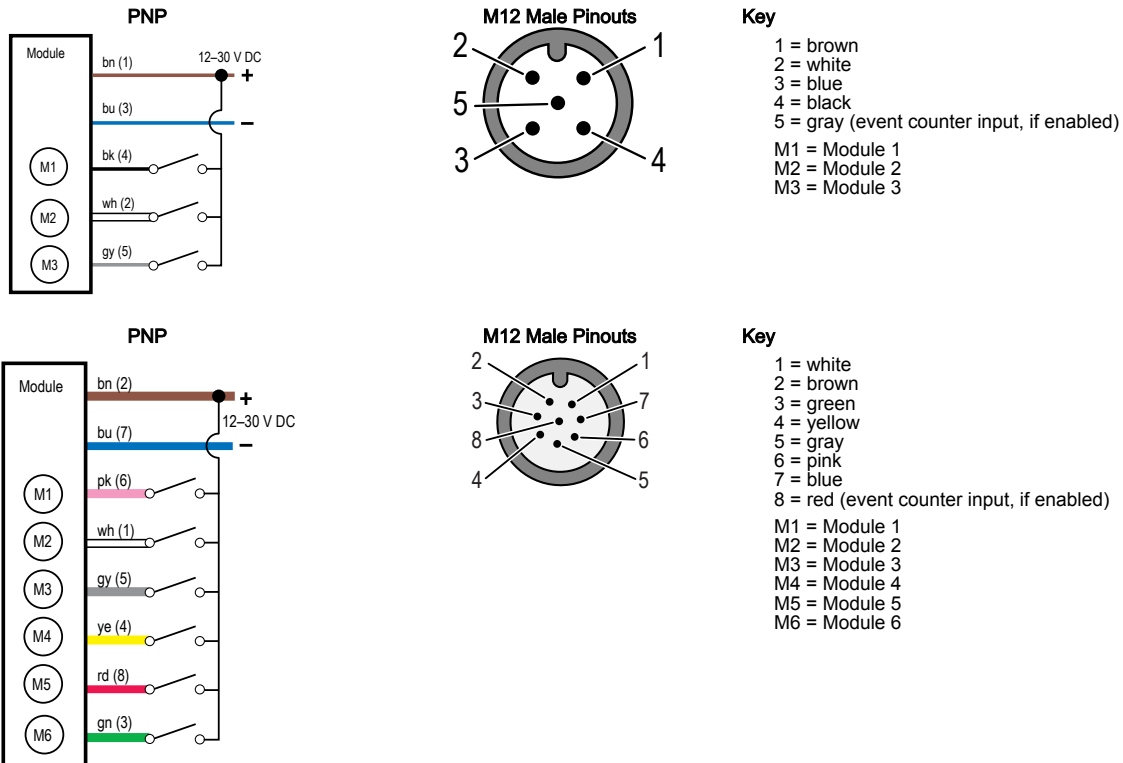 PNP
Module
bn (1)
12–30 V DC
+
bu (3)
–
M1
bk (4)
M2
wh (2)
M3
gy (5)
M12 Male Pinouts
2
1
5
3
4
Key
1 = brown
2 = white
3 = blue
4 = black
5 = gray (event counter input, if enabled)
M1 = Module 1
M2 = Module 2
M3 = Module 3
PNP
Module
bn (2)
+
12–30 V DC
bu (7)
–
M1
pk (6)
M2
wh (1)
M3
gy (5)
M4
ye (4)
M5
rd (8)
M6
gn (3)
M12 Male Pinouts
2
1
3
7
8
6
4
5
Key
1 = white
2 = brown
3 = green
4 = yellow
5 = gray
6 = pink
7 = blue
8 = red (event counter input, if enabled)
M1 = Module 1
M2 = Module 2
M3 = Module 3
M4 = Module 4
M5 = Module 5
M6 = Module 6